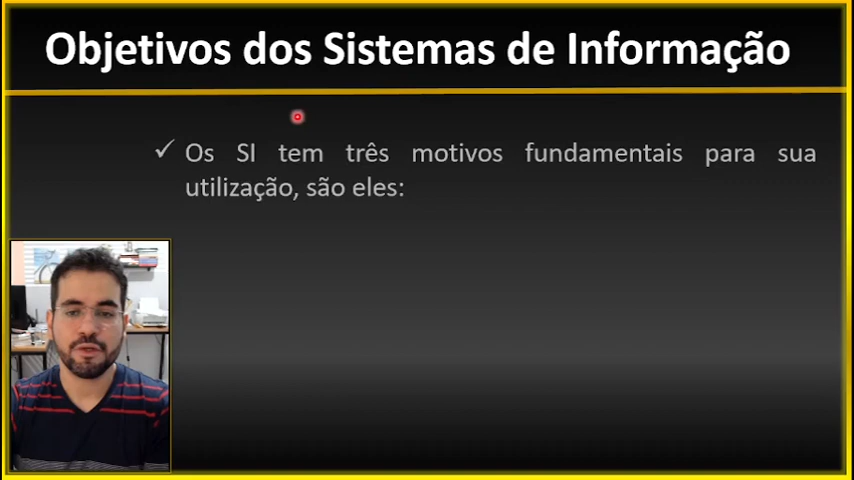 Objetivos dos Sistemas de Informação
✓ Os SI tem três motivos fundamentais para sua
utilização, são eles: